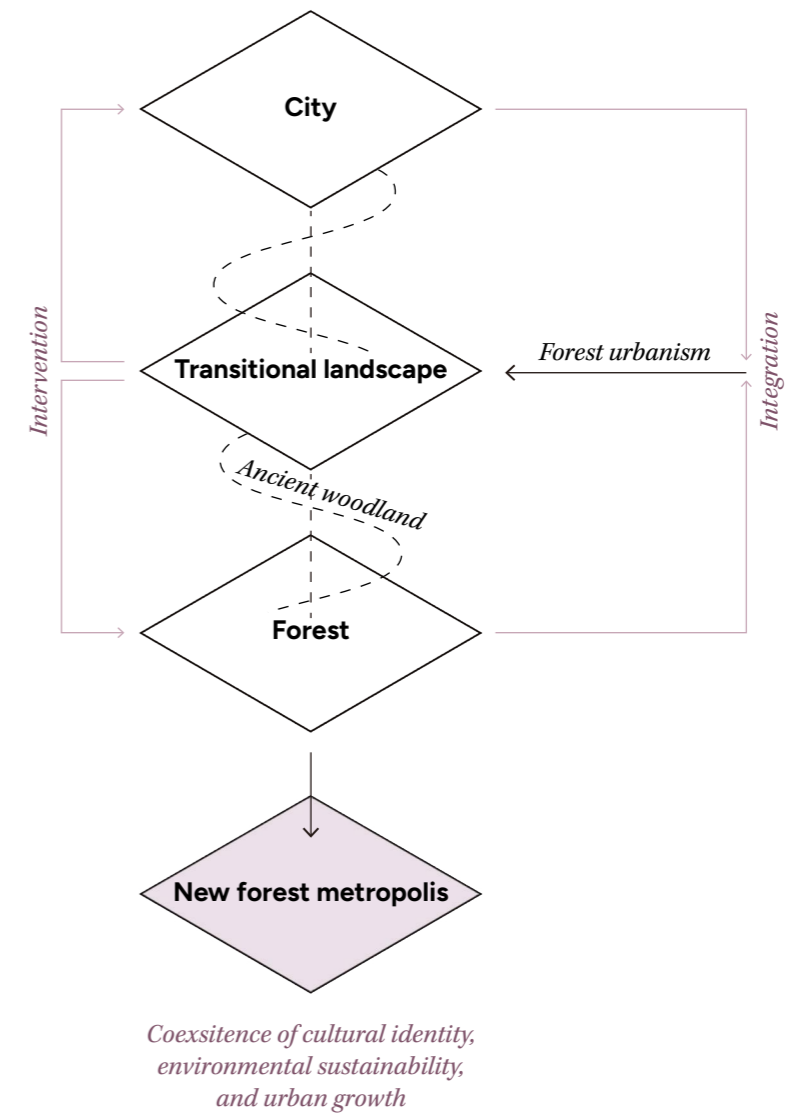 City
Intervention
Integration
Forest urbanism
Transitional landscape
Ancient woodland
Forest
New forest metropolis
Coexsitence of cultural identity,
environmental sustainability,
and urban growth